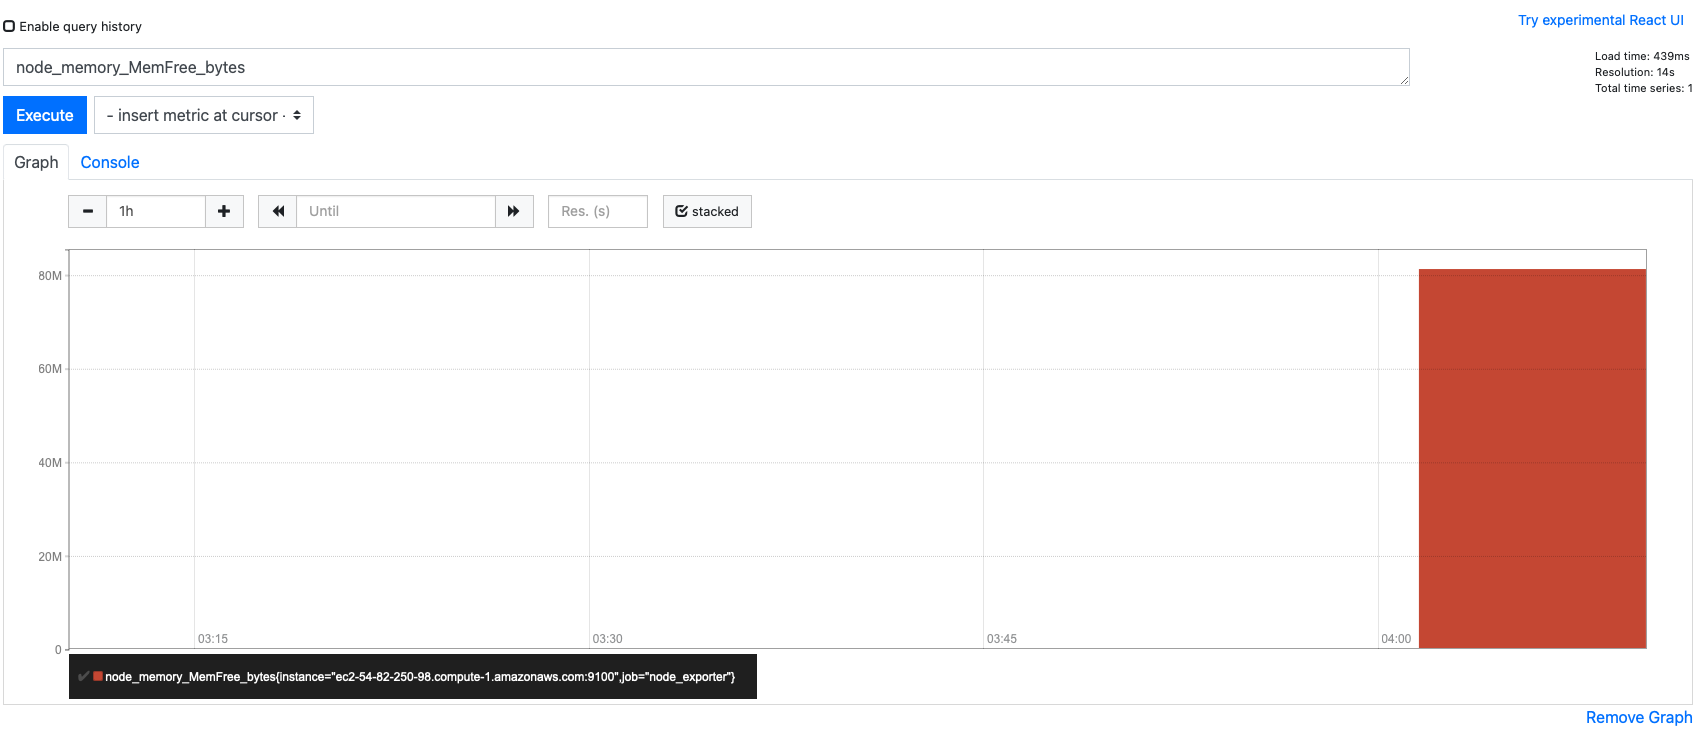 Enable query history
Try experimental React UI
node_memory_MemFree_bytes
Load time: 439ms
Resolution: 14s
Total time series: 1
Execute
- insert metric at cursor -
Graph
Console
1h
Until
Res. (s)
stacked
80M
60M
40M
20M
0
03:15
03:30
03:45
04:00
node_memory_MemFree_bytes{instance="ec2-54-82-250-98.compute-1.amazonaws.com:9100",job="node_exporter"}
Remove Graph